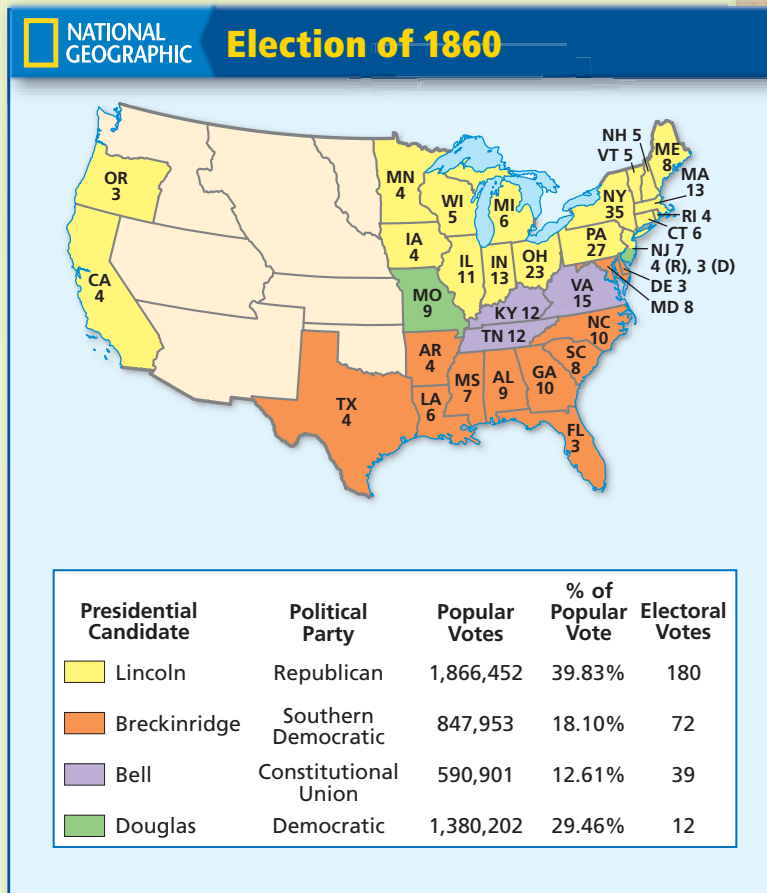 NATIONAL
GEOGRAPHIC
Election of 1860
NH 5
VT 5
ME
8
MA
13
OR
3
MN
4
WI
5
MI
6
NY
35
RI 4
CT 6
IA
4
PA
27
NJ 7
4 (R), 3 (D)
IL
11
IN
13
OH
23
DE 3
CA
4
MO
9
VA
15
MD 8
KY 12
NC
10
TN 12
AR
4
SC
8
MS
7
AL
9
GA
10
TX
4
LA
6
FL
3
Presidential
Candidate
Political
Party
Popular
Votes
% of
Popular
Vote
Electoral
Votes
Lincoln Republican 1,866,452 39.83% 180
Breckinridge Southern
Democratic 847,953 18.10% 72
Bell Constitutional
Union 590,901 12.61% 39
Douglas Democratic 1,380,202 29.46% 12